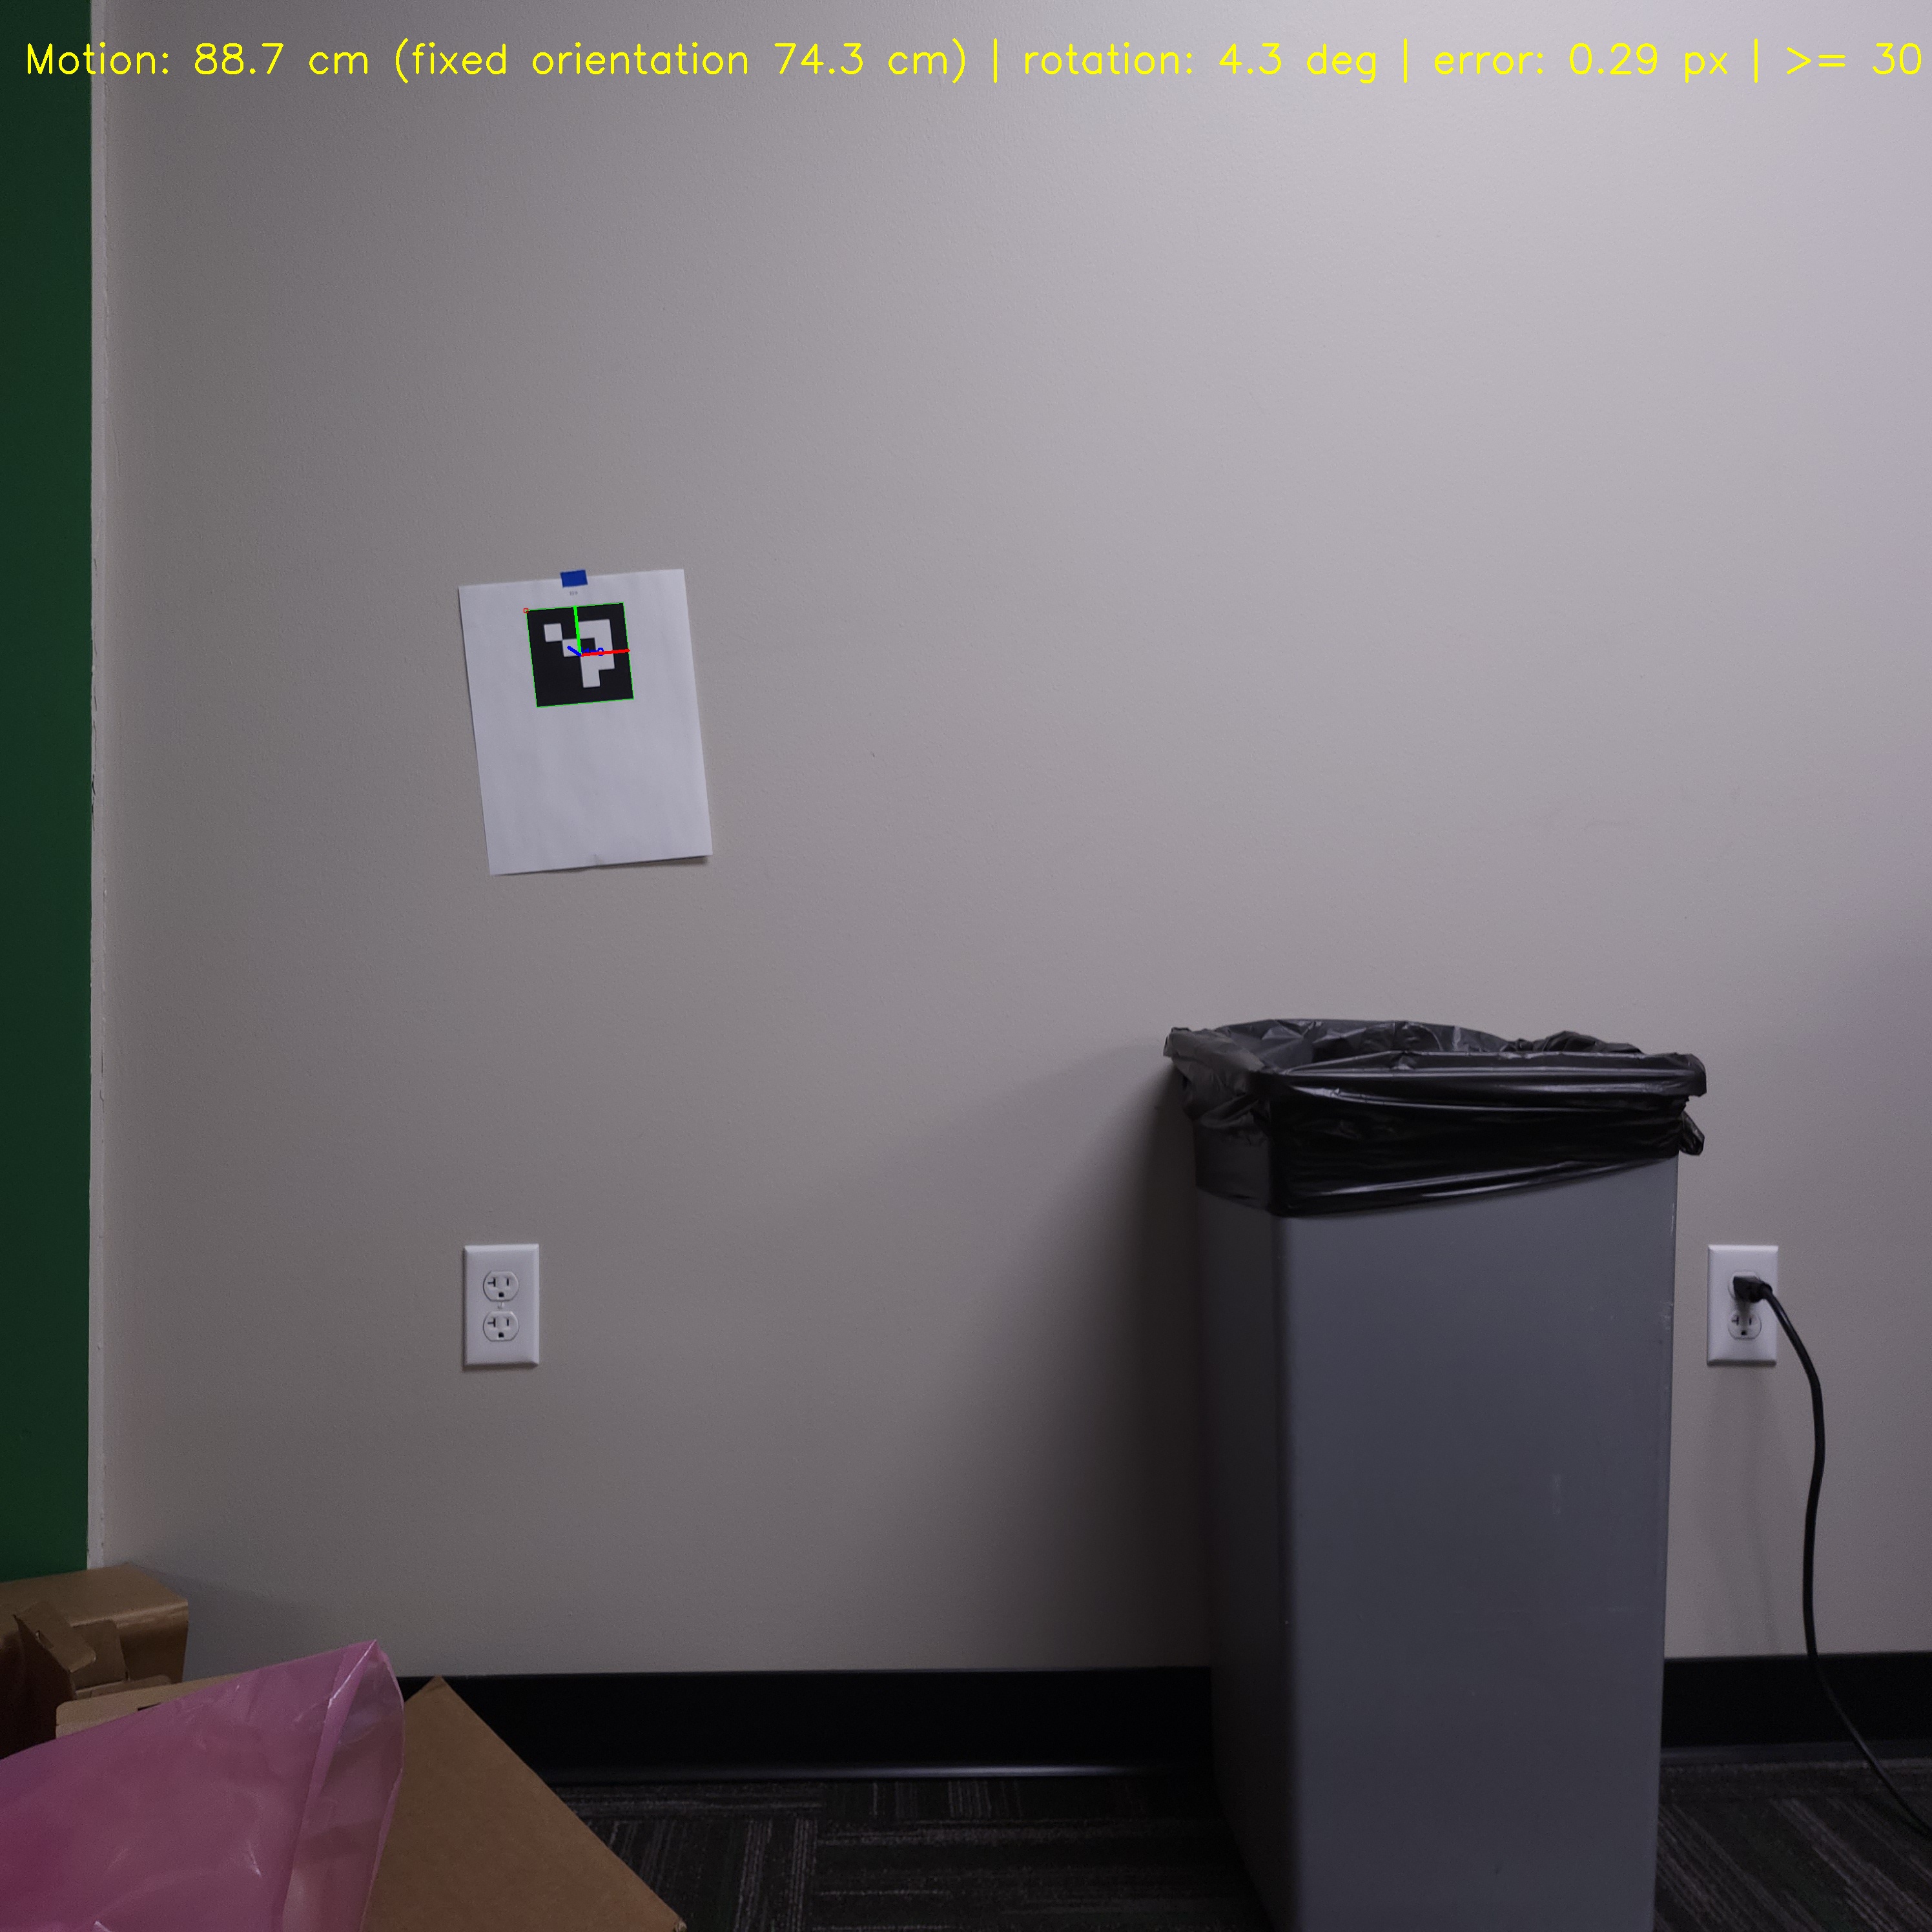 Motion: 88.7 cm (fixed orientation 74.3 cm) | rotation: 4.3 deg | error: 0.29 px | >= 30